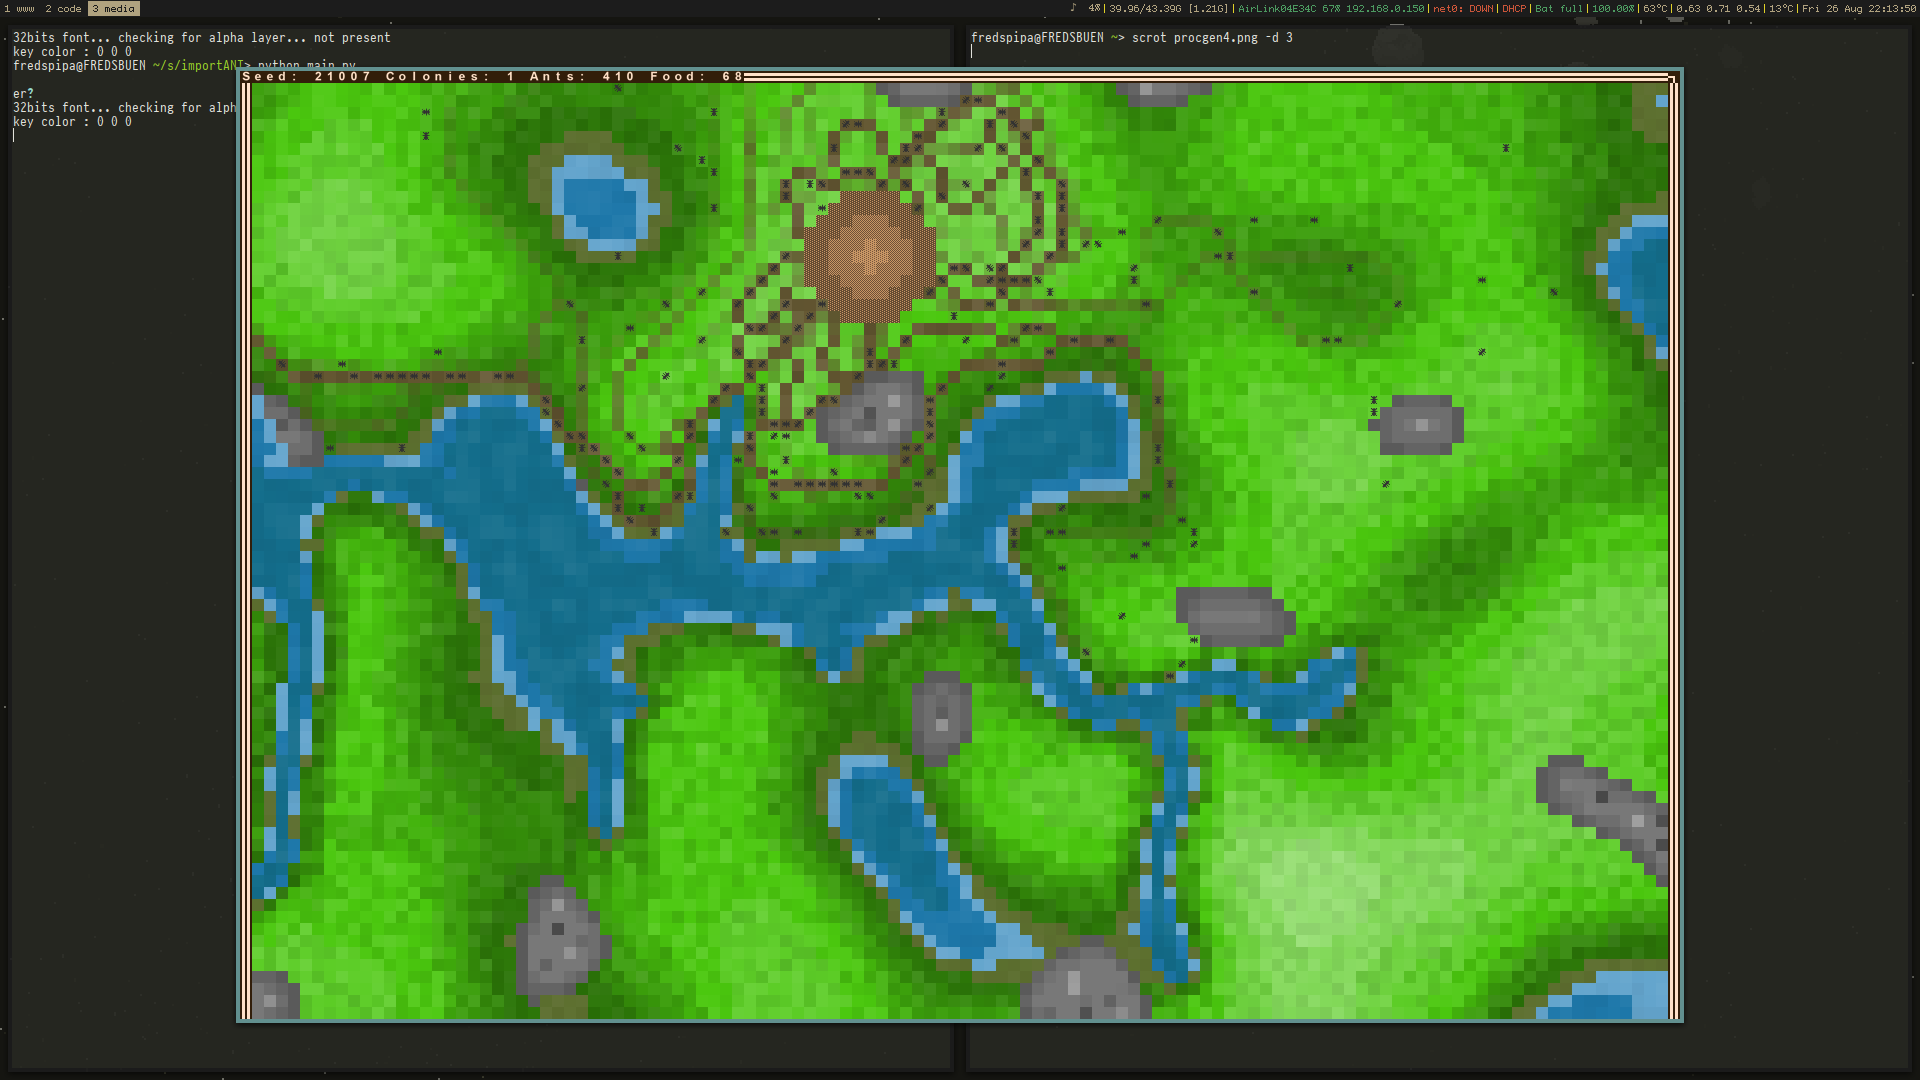 1 www 2 code 3 media
♪ 4%|39.96/43.39G [1.21G]|AirLink04E34C 67% 192.168.0.150|net0: DOWN|DHCP|Bat full|100.00%|63°C|0.63 0.71 0.54|13°C|Fri 26 Aug 22:13:50
32bits font... checking for alpha layer... not present
key color : 0 0 0
fredspipa@FREDSBUEN ~/s/importANT> python main.py
er?
32bits font... checking for alph
key color : 0 0 0
fredspipa@FREDSBUEN ~> scrot procgen4.png -d 3
Seed: 21007 Colonies: 1 Ants: 410 Food: 68